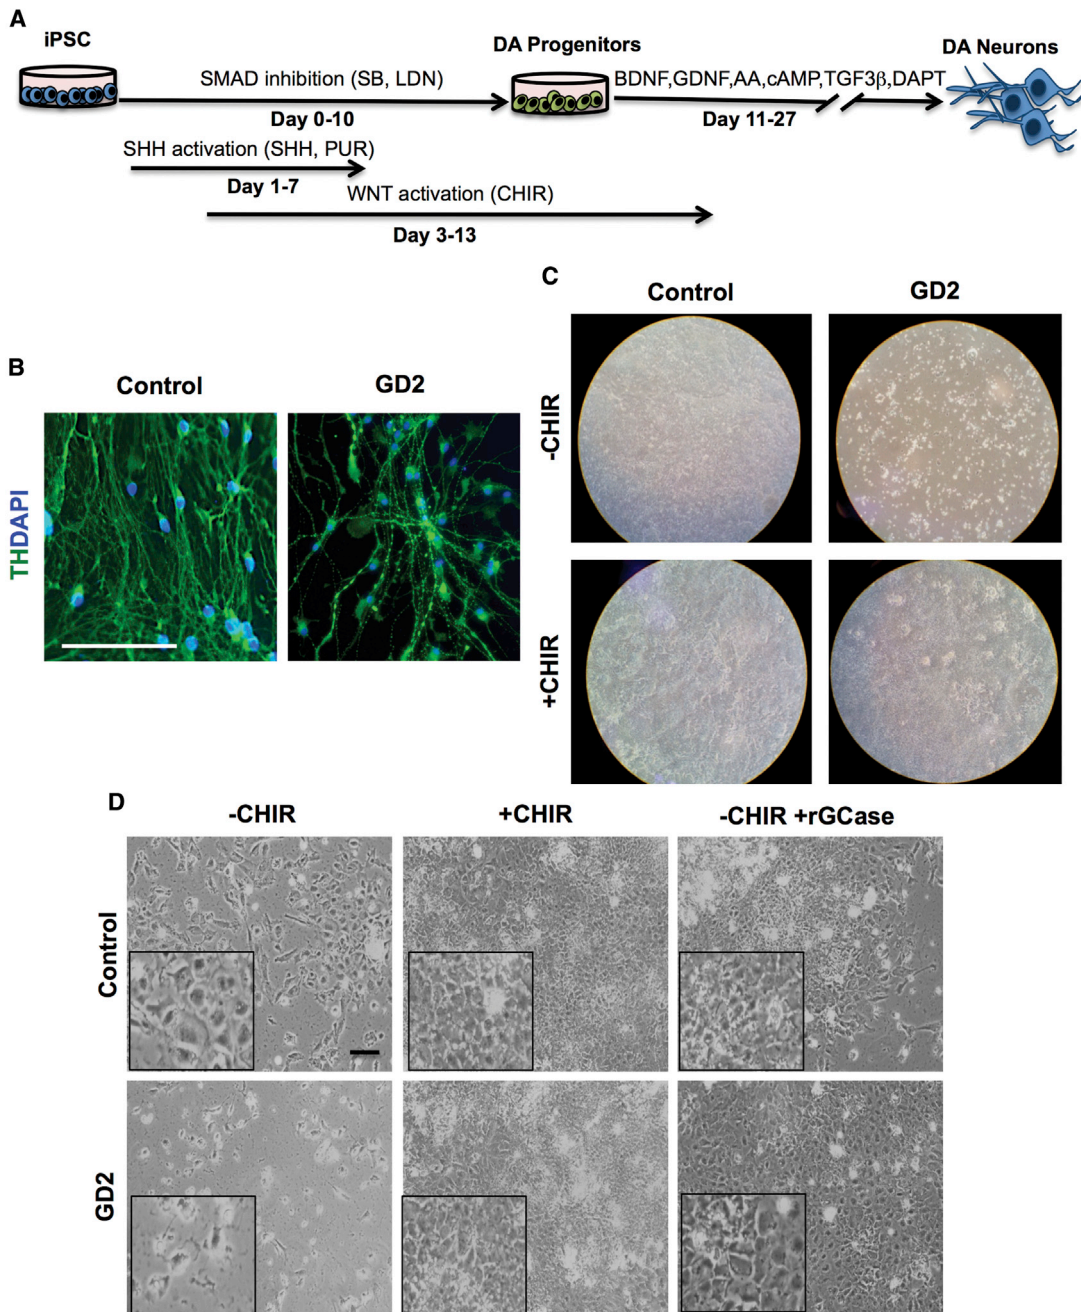 A
iPSC
DA Progenitors
DA Neurons
SMAD inhibition (SB, LDN)
BDNF,GDNF,AA,cAMP,TGF3β,DAPT
Day 0-10
Day 11-27
SHH activation (SHH, PUR)
Day 1-7
WNT activation (CHIR)
Day 3-13
B
Control
GD2
THDAPI
C
Control
GD2
-CHIR
+CHIR
D
-CHIR
+CHIR
-CHIR +rGCase
Control
GD2